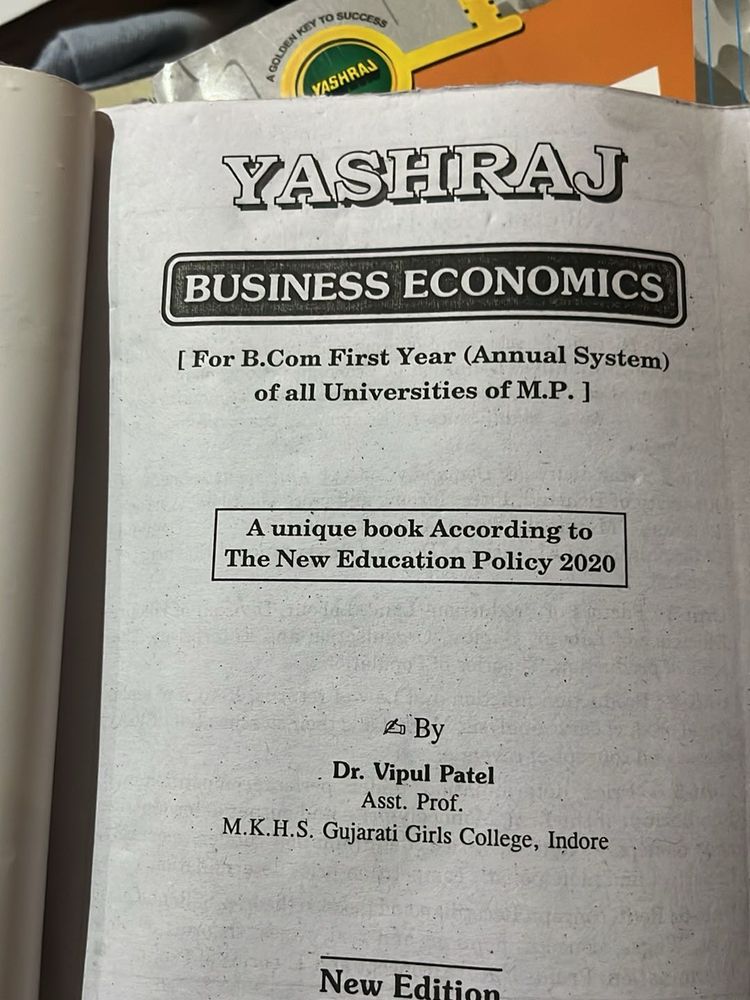 A GOLDEN KEY TO SUCCESS
YASHRAJ
YASHRAJ
BUSINESS ECONOMICS
[ For B.Com First Year (Annual System)
of all Universities of M.P. ]
A unique book According to
The New Education Policy 2020
✍ By
Dr. Vipul Patel
Asst. Prof.
M.K.H.S. Gujarati Girls College, Indore
New Edition